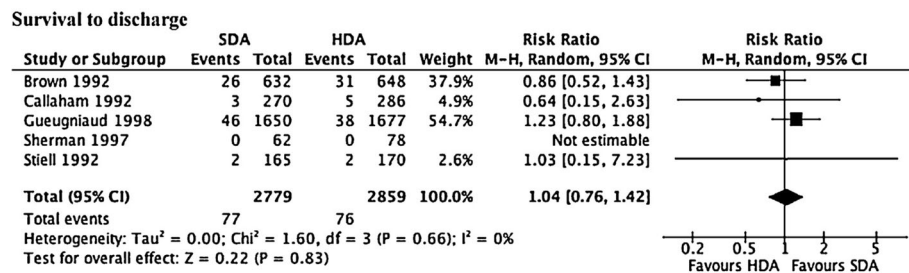 Survival to discharge
SDA HDA Risk Ratio Risk Ratio
Study or Subgroup Events Total Events Total Weight M-H, Random, 95% CI M-H, Random, 95% CI
Brown 1992 26 632 31 648 37.9% 0.86 [0.52, 1.43]
Callaham 1992 3 270 5 286 4.9% 0.64 [0.15, 2.63]
Gueugniaud 1998 46 1650 38 1677 54.7% 1.23 [0.80, 1.88]
Sherman 1997 0 62 0 78 Not estimable
Stiell 1992 2 165 2 170 2.6% 1.03 [0.15, 7.23]
Total (95% CI) 2779 2859 100.0% 1.04 [0.76, 1.42]
Total events 77 76
Heterogeneity: Tau² = 0.00; Chi² = 1.60, df = 3 (P = 0.66); I² = 0%
Test for overall effect: Z = 0.22 (P = 0.83)
0.2 0.5 1 2 5
Favours HDA Favours SDA